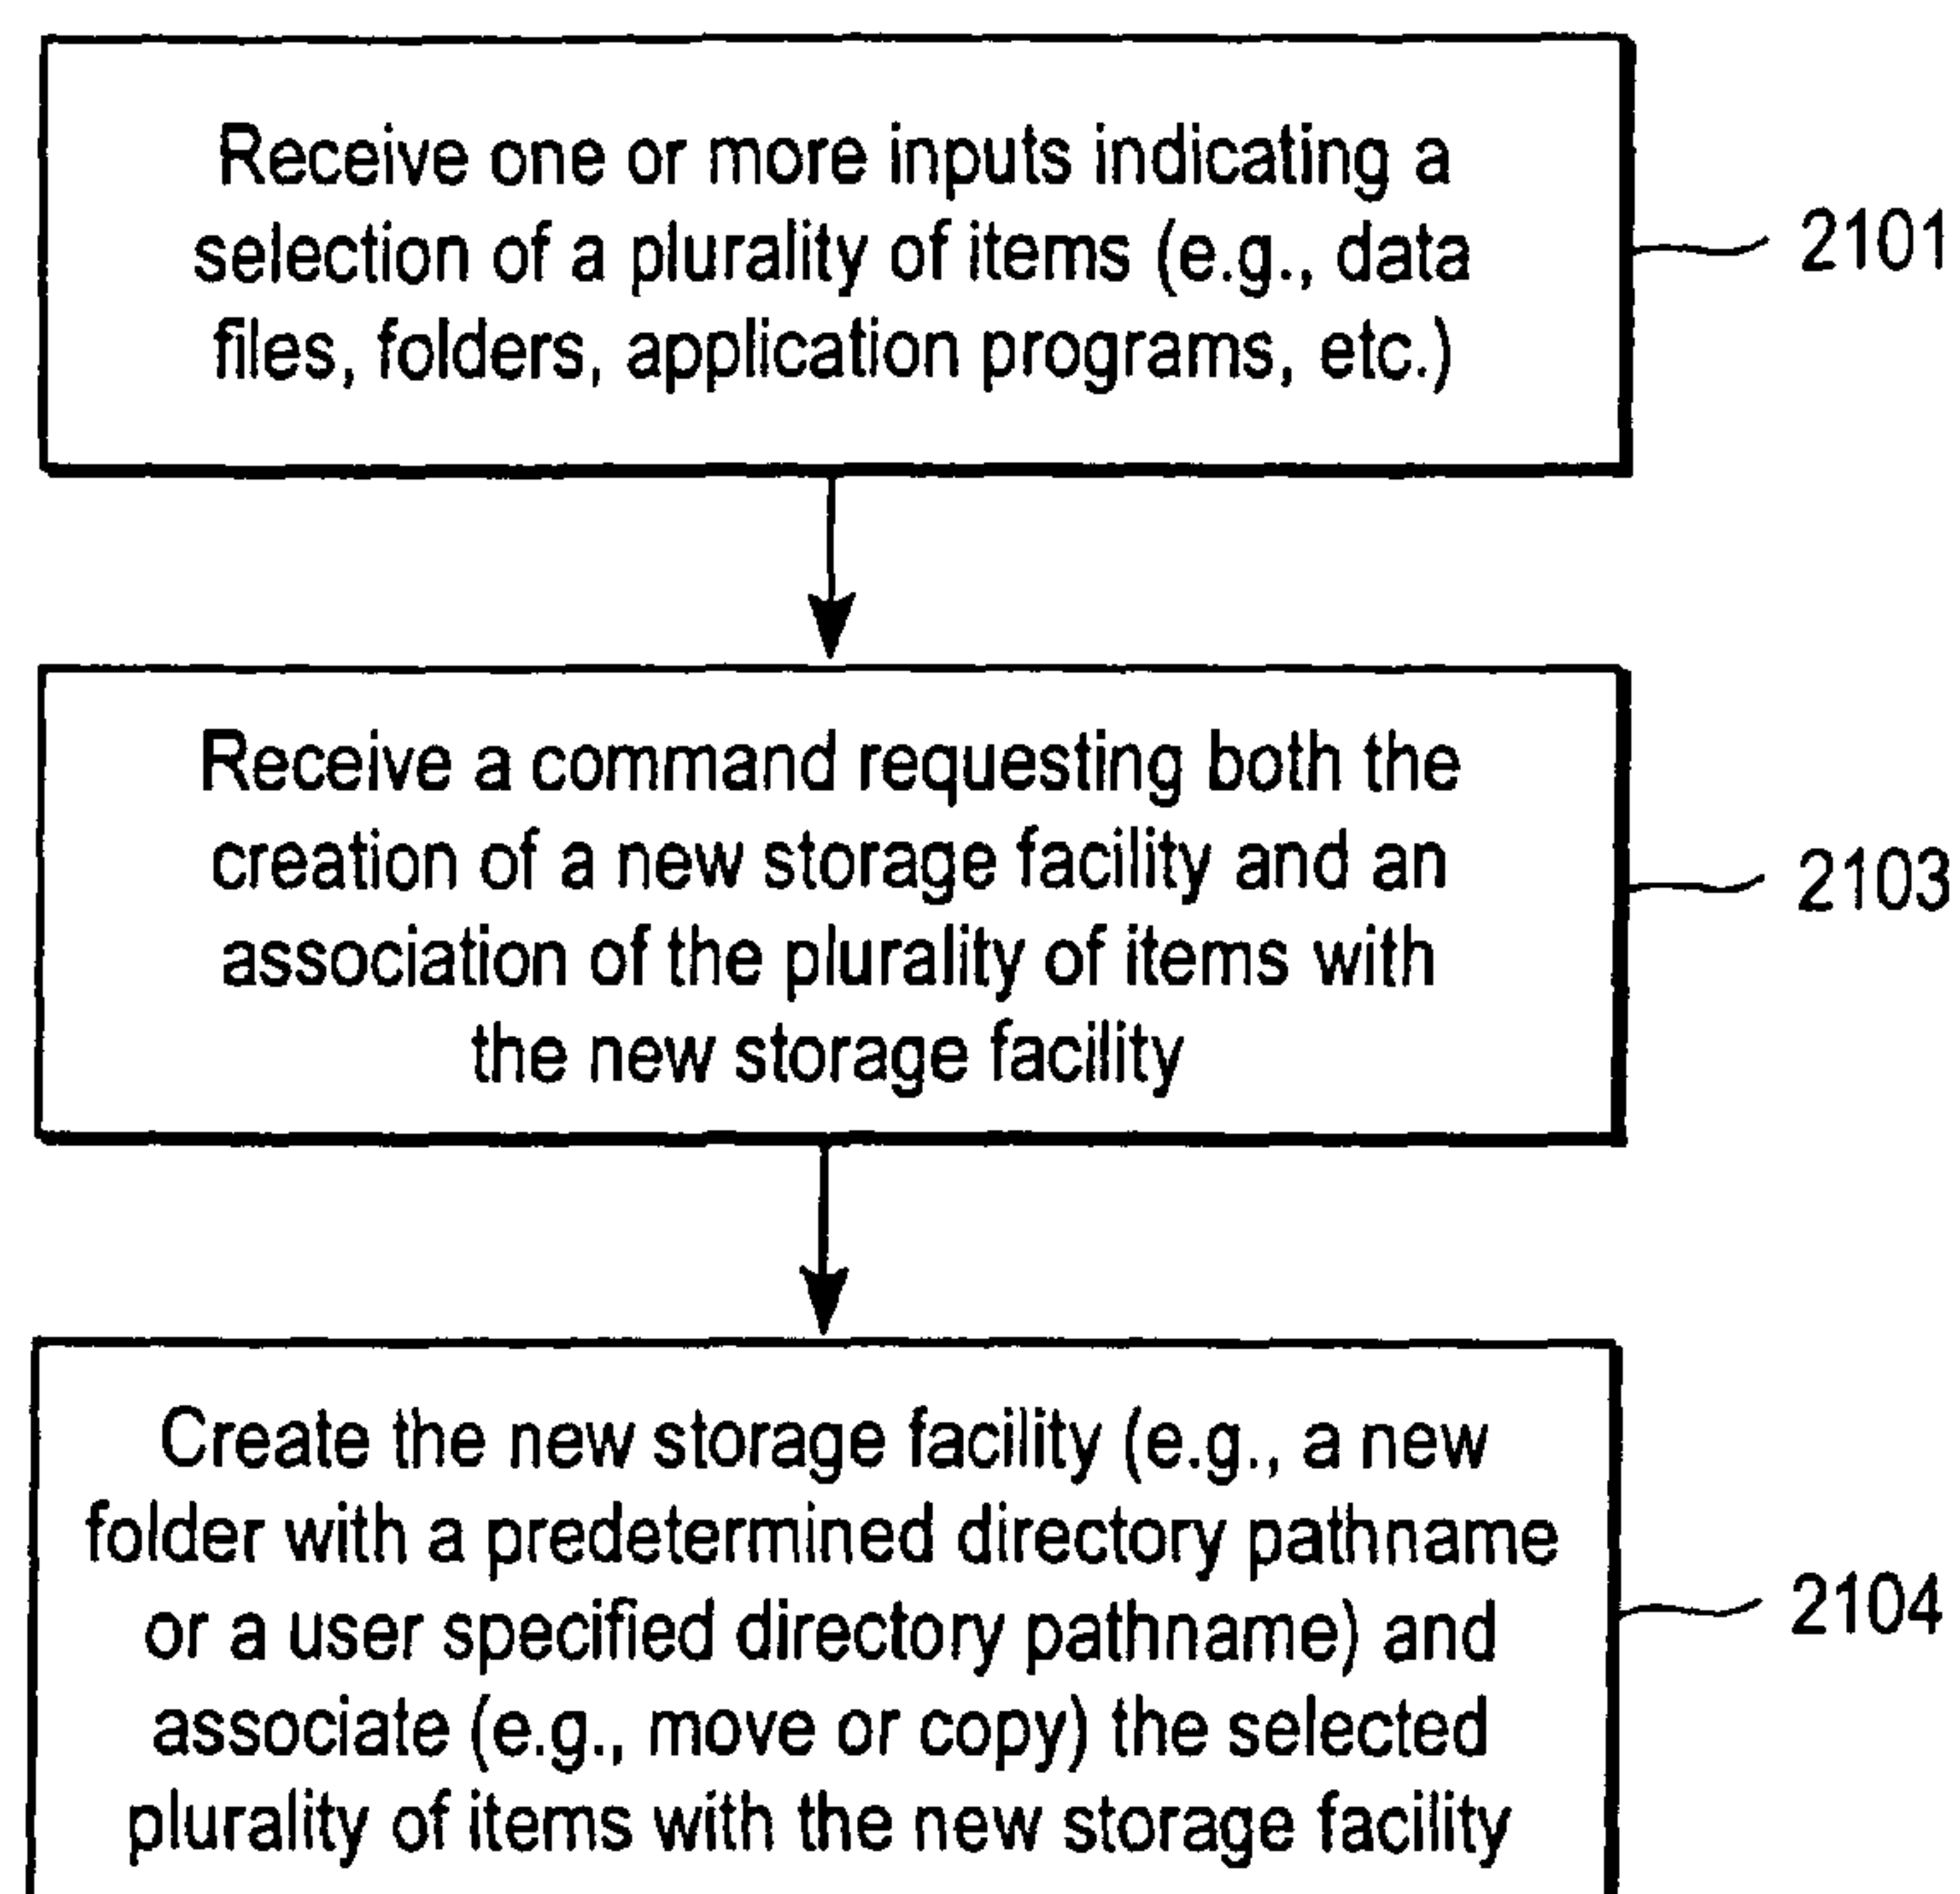 Receive one or more inputs indicating a
selection of a plurality of items (e.g., data
files, folders, application programs, etc.)
2101
Receive a command requesting both the
creation of a new storage facility and an
association of the plurality of items with
the new storage facility
2103
Create the new storage facility (e.g., a new
folder with a predetermined directory pathname
or a user specified directory pathname) and
associate (e.g., move or copy) the selected
plurality of items with the new storage facility
2104